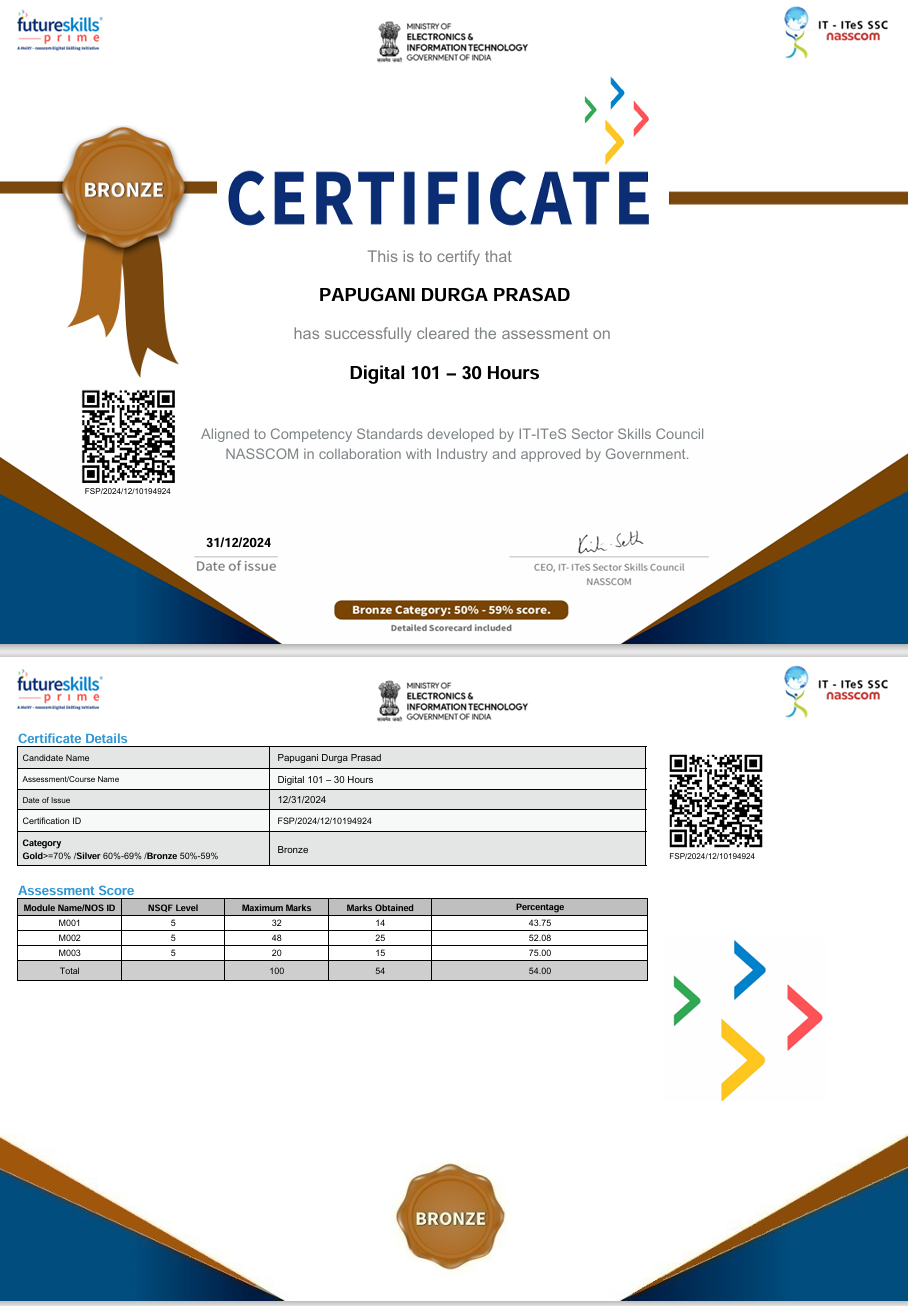 futureskills
prime
A MeitY - nasscom Digital Skilling Initiative
MINISTRY OF
ELECTRONICS &
INFORMATION TECHNOLOGY
GOVERNMENT OF INDIA
सत्यमेव जयते
IT - ITeS SSC
nasscom
BRONZE
CERTIFICATE
This is to certify that
PAPUGANI DURGA PRASAD
has successfully cleared the assessment on
Digital 101 – 30 Hours
Aligned to Competency Standards developed by IT-ITeS Sector Skills Council
NASSCOM in collaboration with Industry and approved by Government.
FSP/2024/12/10194924
31/12/2024
Date of issue
CEO, IT- ITeS Sector Skills Council
NASSCOM
Bronze Category: 50% - 59% score.
Detailed Scorecard included
futureskills
prime
A MeitY - nasscom Digital Skilling Initiative
MINISTRY OF
ELECTRONICS &
INFORMATION TECHNOLOGY
GOVERNMENT OF INDIA
सत्यमेव जयते
IT - ITeS SSC
nasscom
Certificate Details
Candidate Name Papugani Durga Prasad
Assessment/Course Name Digital 101 – 30 Hours
Date of Issue 12/31/2024
Certification ID FSP/2024/12/10194924
Category
Gold>=70% /Silver 60%-69% /Bronze 50%-59% Bronze
FSP/2024/12/10194924
Assessment Score
Module Name/NOS ID NSQF Level Maximum Marks Marks Obtained Percentage
M001 5 32 14 43.75
M002 5 48 25 52.08
M003 5 20 15 75.00
Total 100 54 54.00
BRONZE